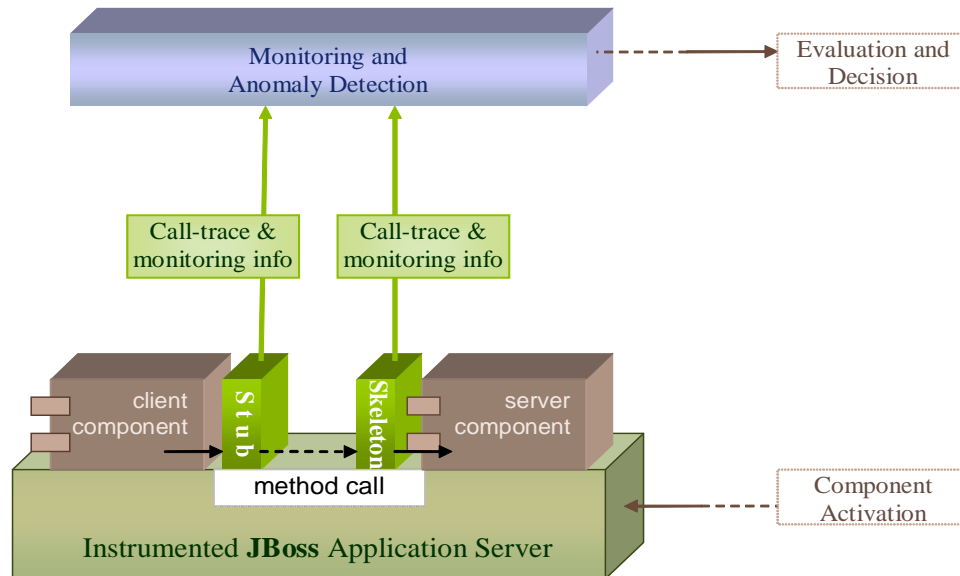 Monitoring and
Anomaly Detection
Evaluation and
Decision
Call-trace &
monitoring info
Call-trace &
monitoring info
client
component
Stub
Skeleton
server
component
method call
Component
Activation
Instrumented JBoss Application Server